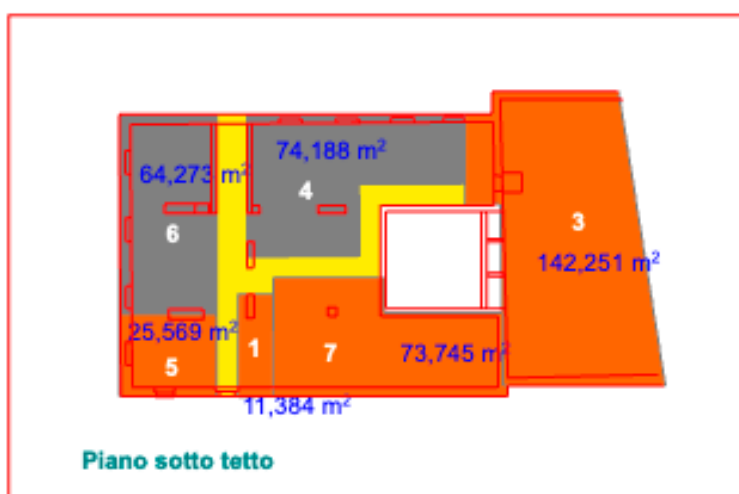 74,188 m²
64,273 m²
4
3
6
142,251 m²
25,569 m²
1
7
73,745 m²
5
11,384 m²
Piano sotto tetto